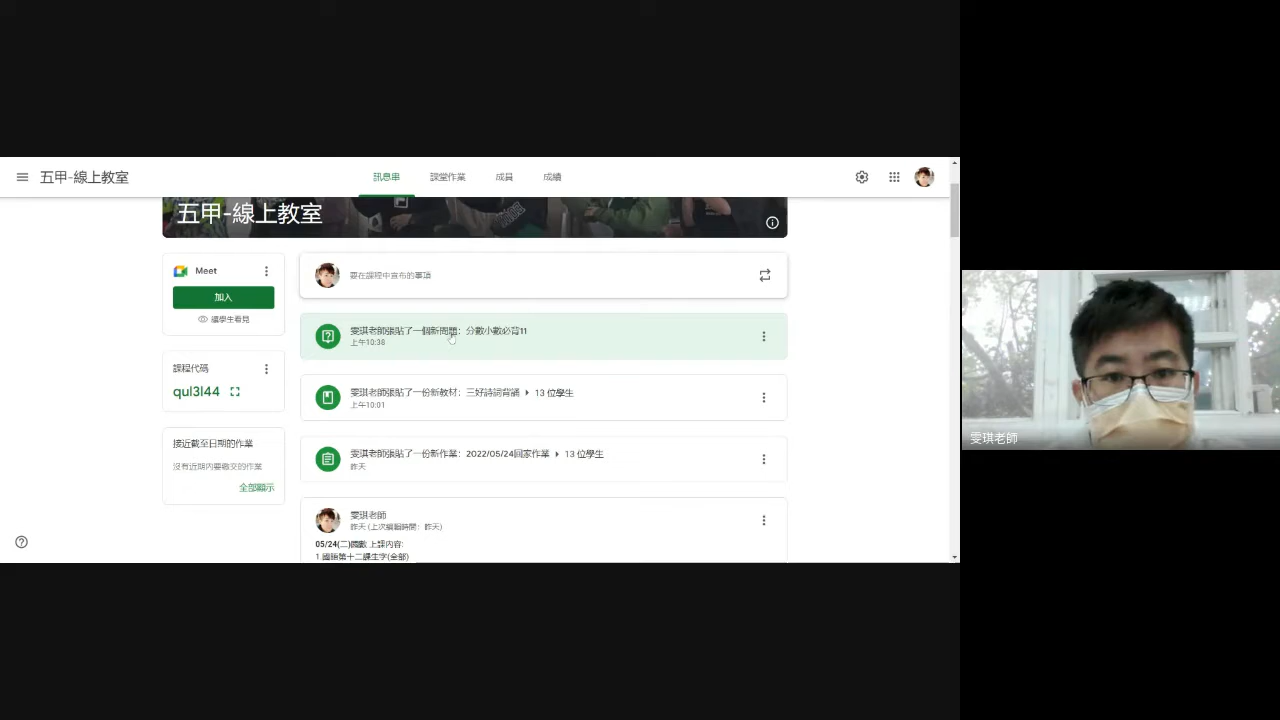 五甲-線上教室
訊息串
課堂作業
成員
成績
五甲-線上教室
Meet
加入
讓學生看見
課程代碼
qul3l44
接近截至日期的作業
沒有近期內要繳交的作業
全部顯示
要在課程中宣布的事項
雯琪老師張貼了一個新問題: 分數小數必背11
上午10:38
雯琪老師張貼了一份新教材: 三好詩詞背誦 13 位學生
上午10:01
雯琪老師張貼了一份新作業: 2022/05/24回家作業 13 位學生
昨天
雯琪老師
昨天 (上次編輯時間: 昨天)
05/24(二)國數 上課內容:
1.國語第十二課生字(全部)
雯琪老師